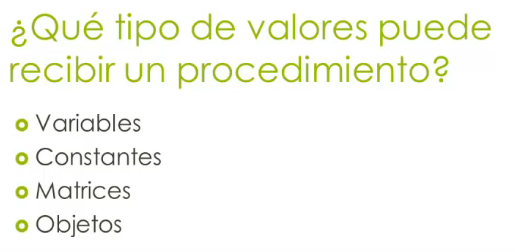 ¿Qué tipo de valores puede
recibir un procedimiento?
Variables
Constantes
Matrices
Objetos